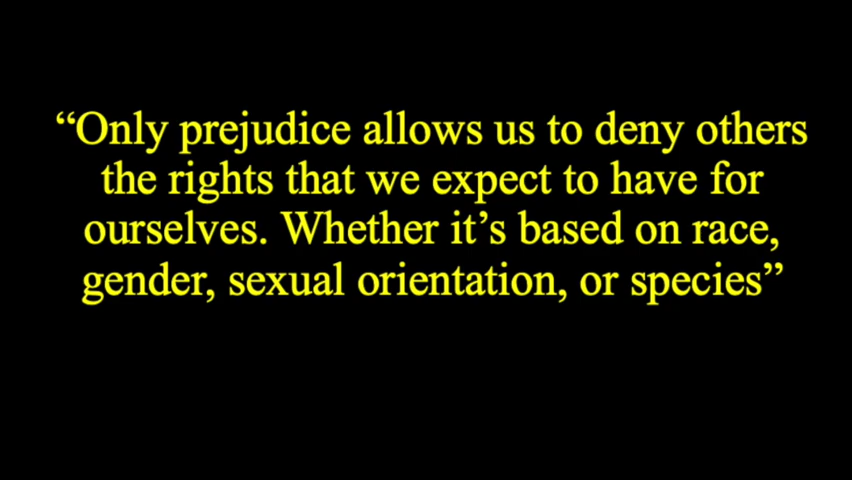 “Only prejudice allows us to deny others
the rights that we expect to have for
ourselves. Whether it’s based on race,
gender, sexual orientation, or species”